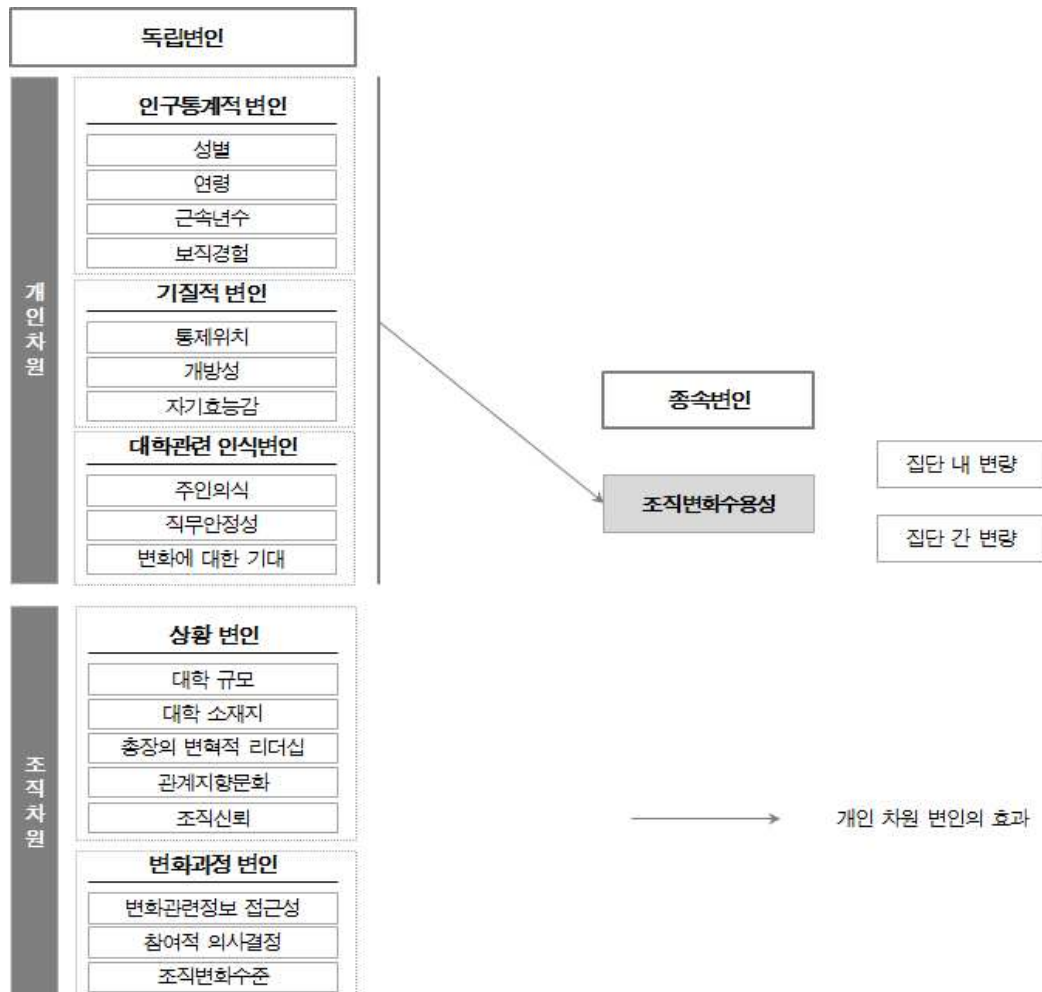 독립변인
개인차원
인구통계적 변인
성별
연령
근속년수
보직경험
기질적 변인
통제위치
개방성
자기효능감
대학관련 인식변인
주인의식
직무안정성
변화에 대한 기대
종속변인
조직변화수용성
집단 내 변량
집단 간 변량
조직차원
상황 변인
대학 규모
대학 소재지
총장의 변혁적 리더십
관계지향문화
조직신뢰
변화과정 변인
변화관련정보 접근성
참여적 의사결정
조직변화수준
개인 차원 변인의 효과